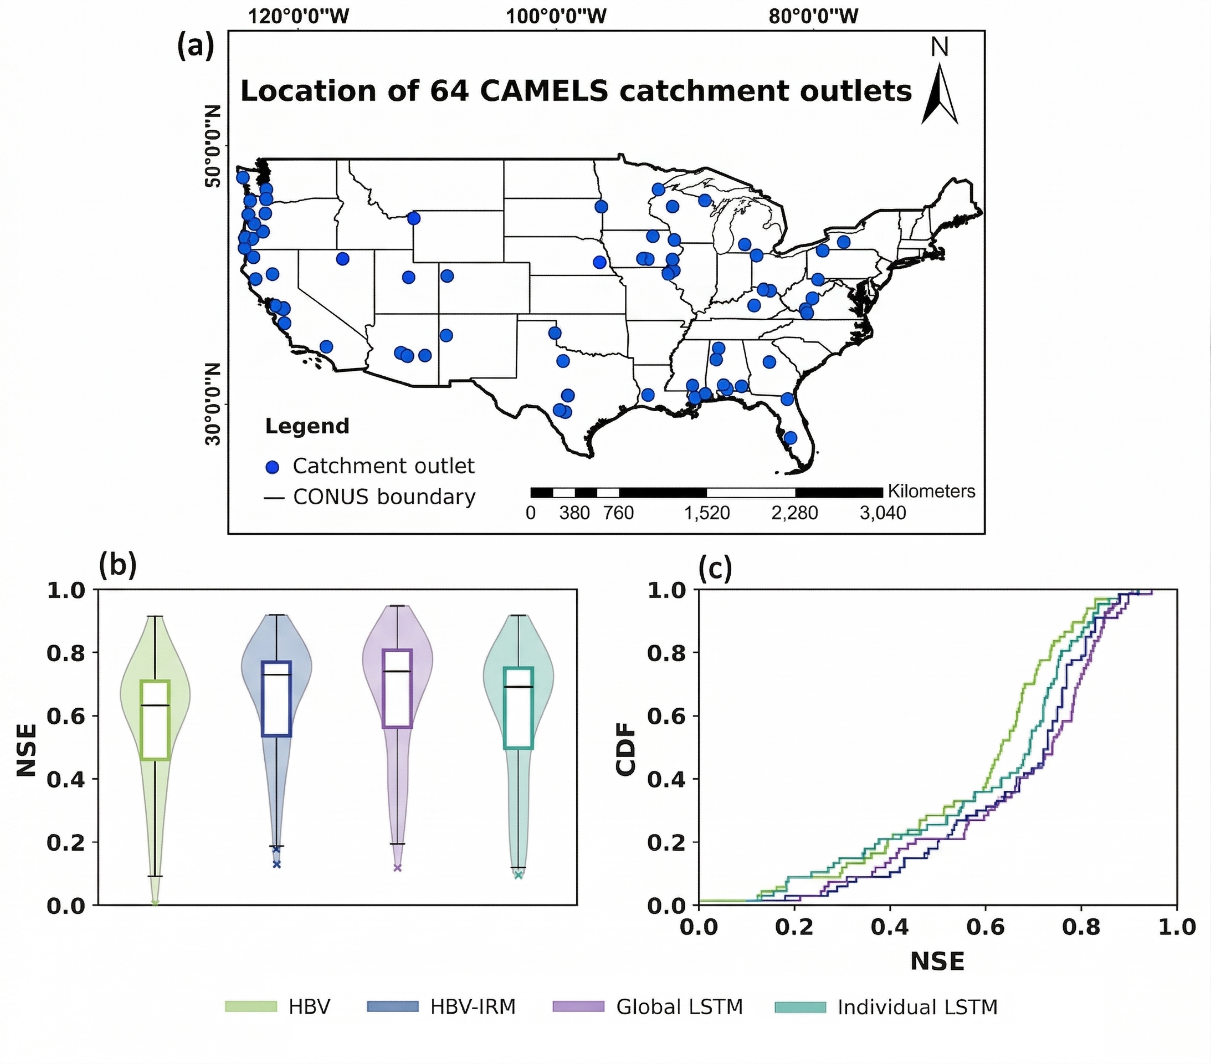 120°0'0"W 100°0'0"W 80°0'0"W
(a)
N
Location of 64 CAMELS catchment outlets
50°0'0"N
30°0'0"N
Legend
Catchment outlet
CONUS boundary
Kilometers
0 380 760 1,520 2,280 3,040
(b)
1.0
0.8
0.6
0.4
0.2
0.0
NSE
(c)
1.0
0.8
0.6
0.4
0.2
0.0
CDF
0.0 0.2 0.4 0.6 0.8 1.0
NSE
HBV HBV-IRM Global LSTM Individual LSTM